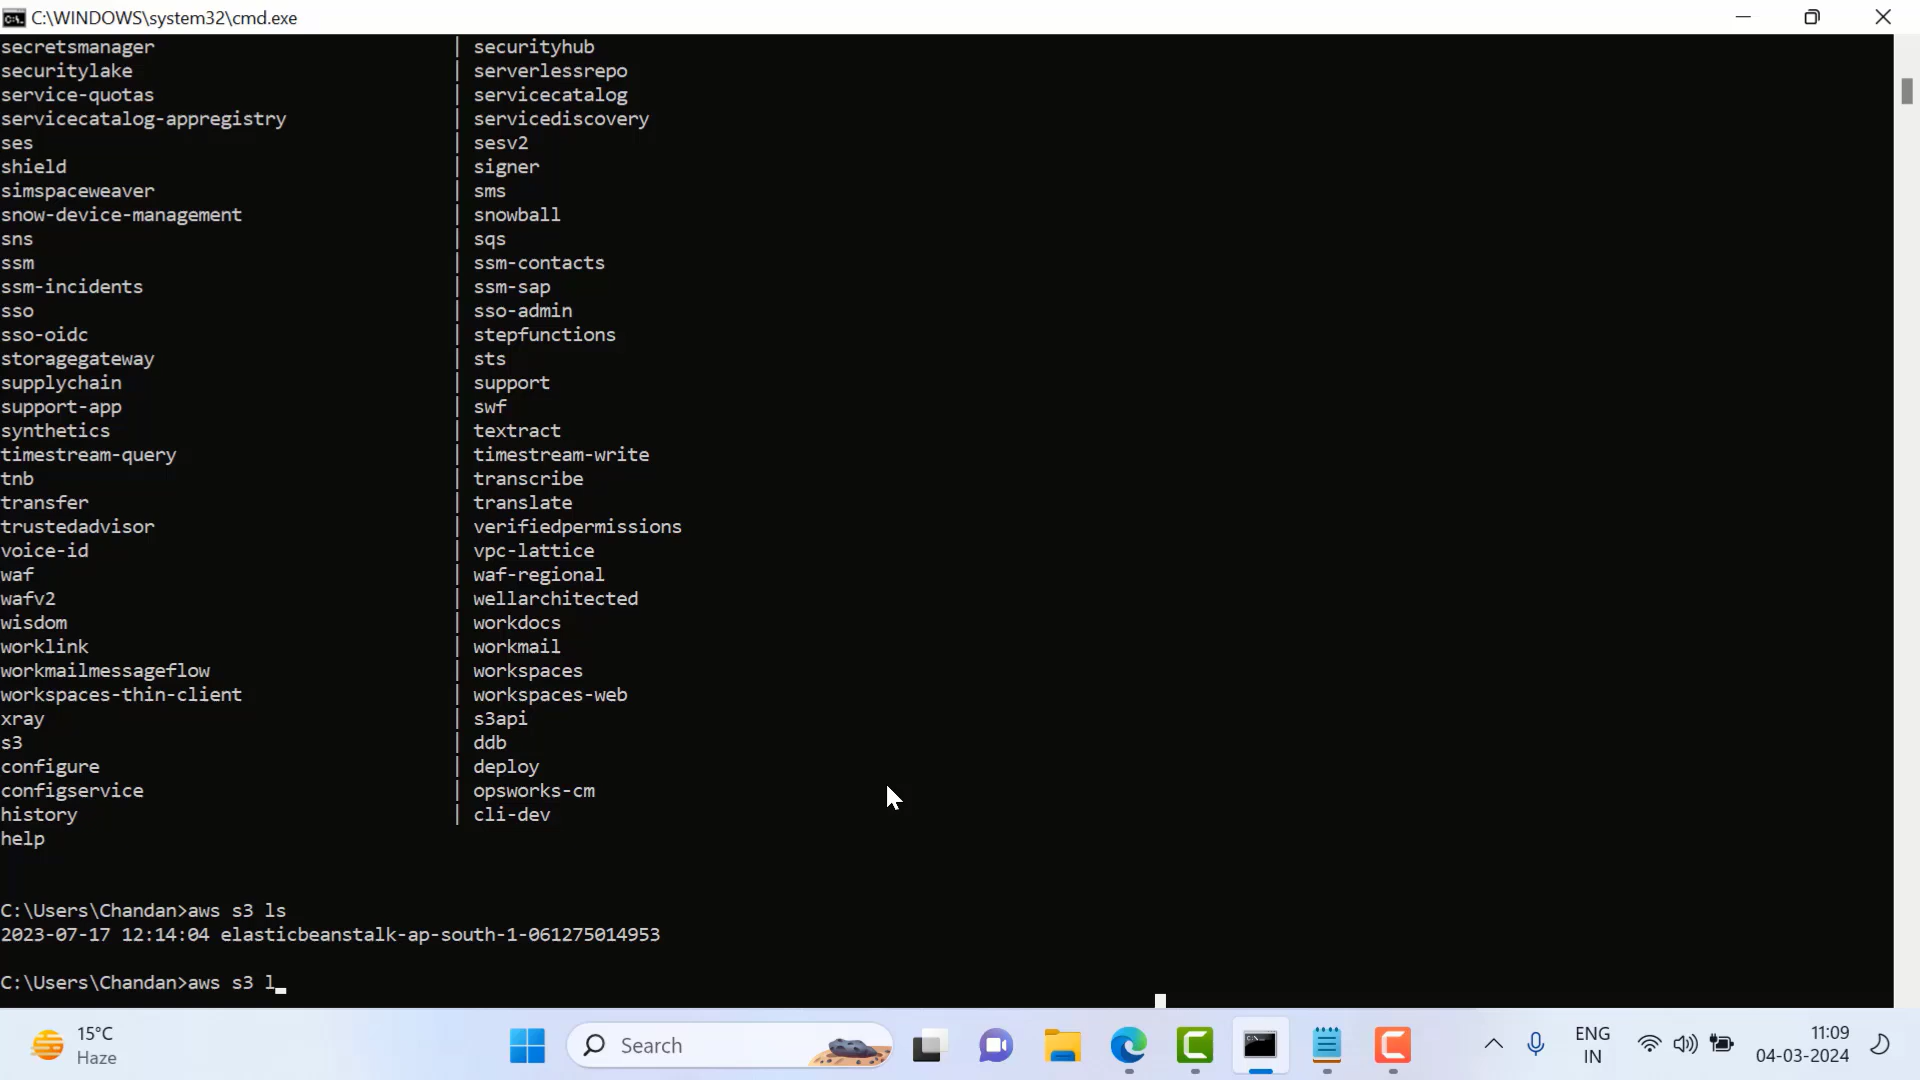 C:\WINDOWS\system32\cmd.exe
secretsmanager | securityhub
securitylake | serverlessrepo
service-quotas | servicecatalog
servicecatalog-appregistry | servicediscovery
ses | sesv2
shield | signer
simspaceweaver | sms
snow-device-management | snowball
sns | sqs
ssm | ssm-contacts
ssm-incidents | ssm-sap
sso | sso-admin
sso-oidc | stepfunctions
storagegateway | sts
supplychain | support
support-app | swf
synthetics | textract
timestream-query | timestream-write
tnb | transcribe
transfer | translate
trustedadvisor | verifiedpermissions
voice-id | vpc-lattice
waf | waf-regional
wafv2 | wellarchitected
wisdom | workdocs
worklink | workmail
workmailmessageflow | workspaces
workspaces-thin-client | workspaces-web
xray | s3api
s3 | ddb
configure | deploy
configservice | opsworks-cm
history | cli-dev
help
C:\Users\Chandan>aws s3 ls
2023-07-17 12:14:04 elasticbeanstalk-ap-south-1-061275014953
C:\Users\Chandan>aws s3 l_
15°C
Haze
Search
ENG
IN
11:09
04-03-2024